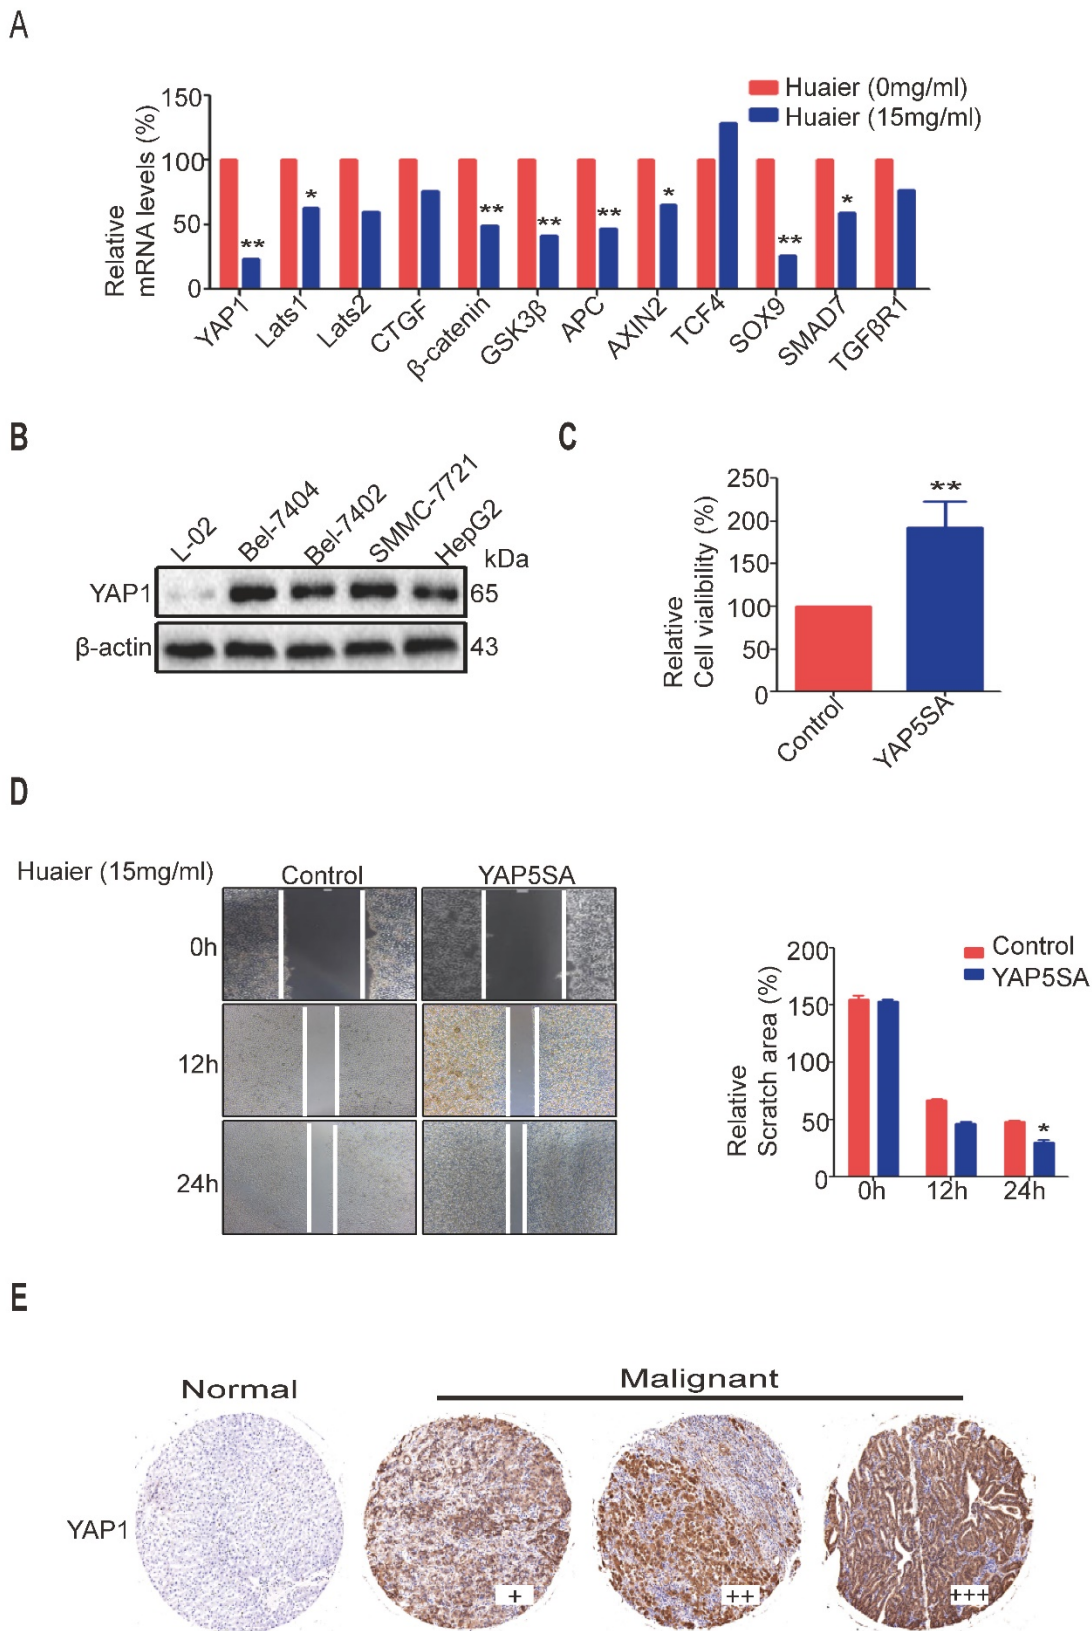 A
Relative
mRNA levels (%)
150
100
50
0
Huaier (0mg/ml)
Huaier (15mg/ml)
** * ** ** ** * ** *
YAP1 Lats1 Lats2 CTGF β-catenin GSK3β APC AXIN2 TCF4 SOX9 SMAD7 TGFβR1
B
L-02 Bel-7404 Bel-7402 SMMC-7721 HepG2 kDa
YAP1 65
β-actin 43
C
Relative
Cell vialibility (%)
250
200
150
100
50
0
**
Control YAP5SA
D
Huaier (15mg/ml) Control YAP5SA
0h
12h
24h
Relative
Scratch area (%)
200
150
100
50
0
Control
YAP5SA
*
0h 12h 24h
E
Normal Malignant
YAP1
+ ++ +++